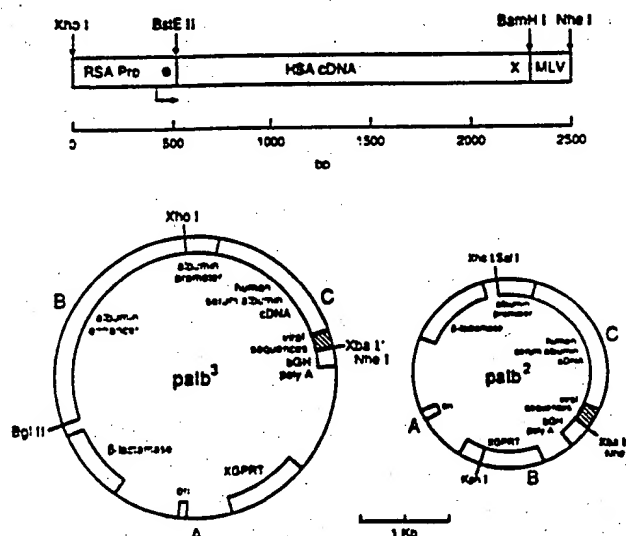 Xho I BstE II BamH I Nhe I
RSA Pro HSA cDNA X MLV
0 500 1000 1500 2000 2500
bp
Xho I
B
albumin
promoter
human
serum albumin
cDNA
C
albumin
enhancer
viral
sequences
bGH
poly A
Xba I'
Nhe I
palb3
Bgl II
β-lactamase
ori
XGPRT
A
Xho I Sal I
albumin
promoter
β-lactamase
C
human
serum albumin
cDNA
palb2
viral
sequences
bGH
poly A
Xba I
Nhe
ori
A
XGPRT
Kpn I
B
1 Kb